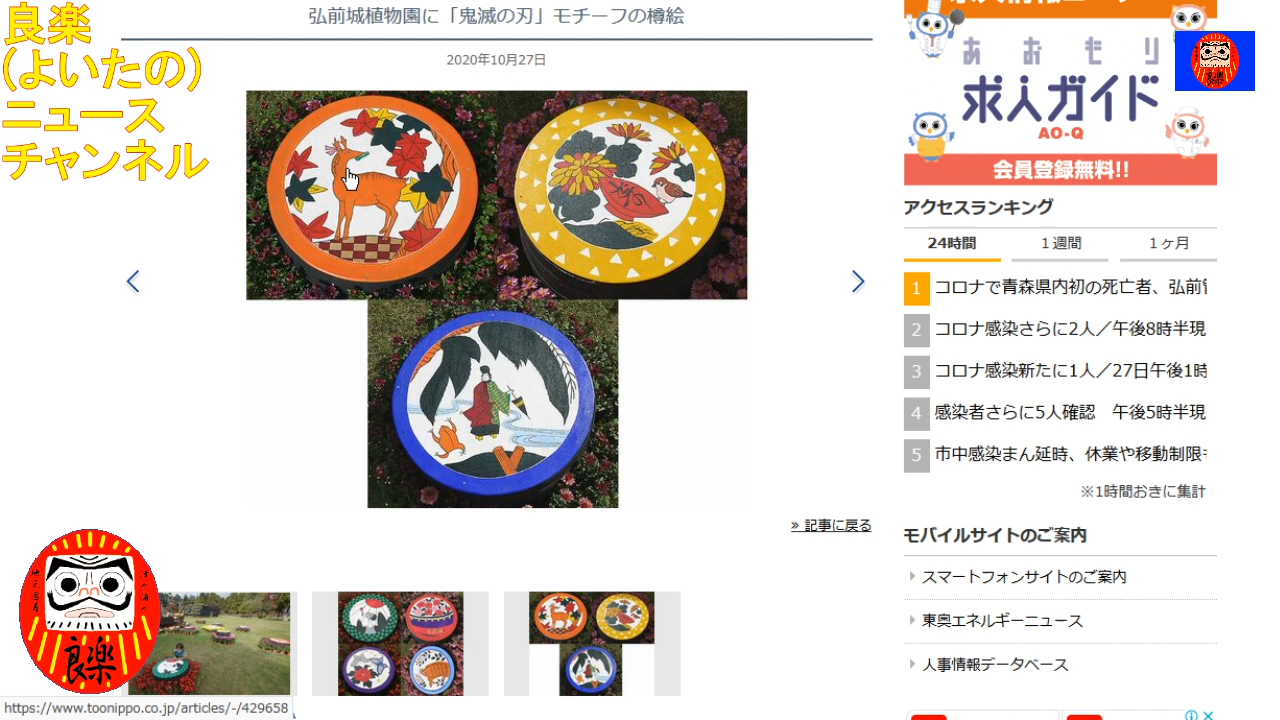 良楽
(よいたの)
ニュース
チャンネル
弘前城植物園に「鬼滅の刃」モチーフの樽絵
2020年10月27日
» 記事に戻る
良楽
https://www.toonippo.co.jp/articles/-/429658
あおもり
求人ガイド
AO-Q
会員登録無料!!
良楽
アクセスランキング
24時間
1週間
1ヶ月
1 コロナで青森県内初の死亡者、弘前
2 コロナ感染さらに2人／午後8時半現
3 コロナ感染新たに1人／27日午後1時
4 感染者さらに5人確認 午後5時半現
5 市中感染まん延時、休業や移動制限
※1時間おきに集計
モバイルサイトのご案内
スマートフォンサイトのご案内
東奥エネルギーニュース
人事情報データベース